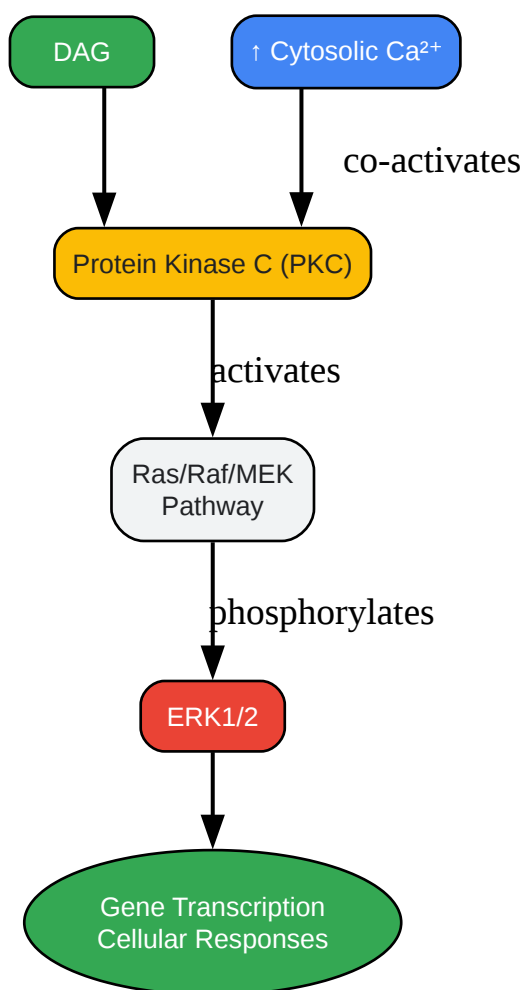 DAG
↑ Cytosolic Ca²⁺
co-activates
Protein Kinase C (PKC)
activates
Ras/Raf/MEK
Pathway
phosphorylates
ERK1/2
Gene Transcription
Cellular Responses